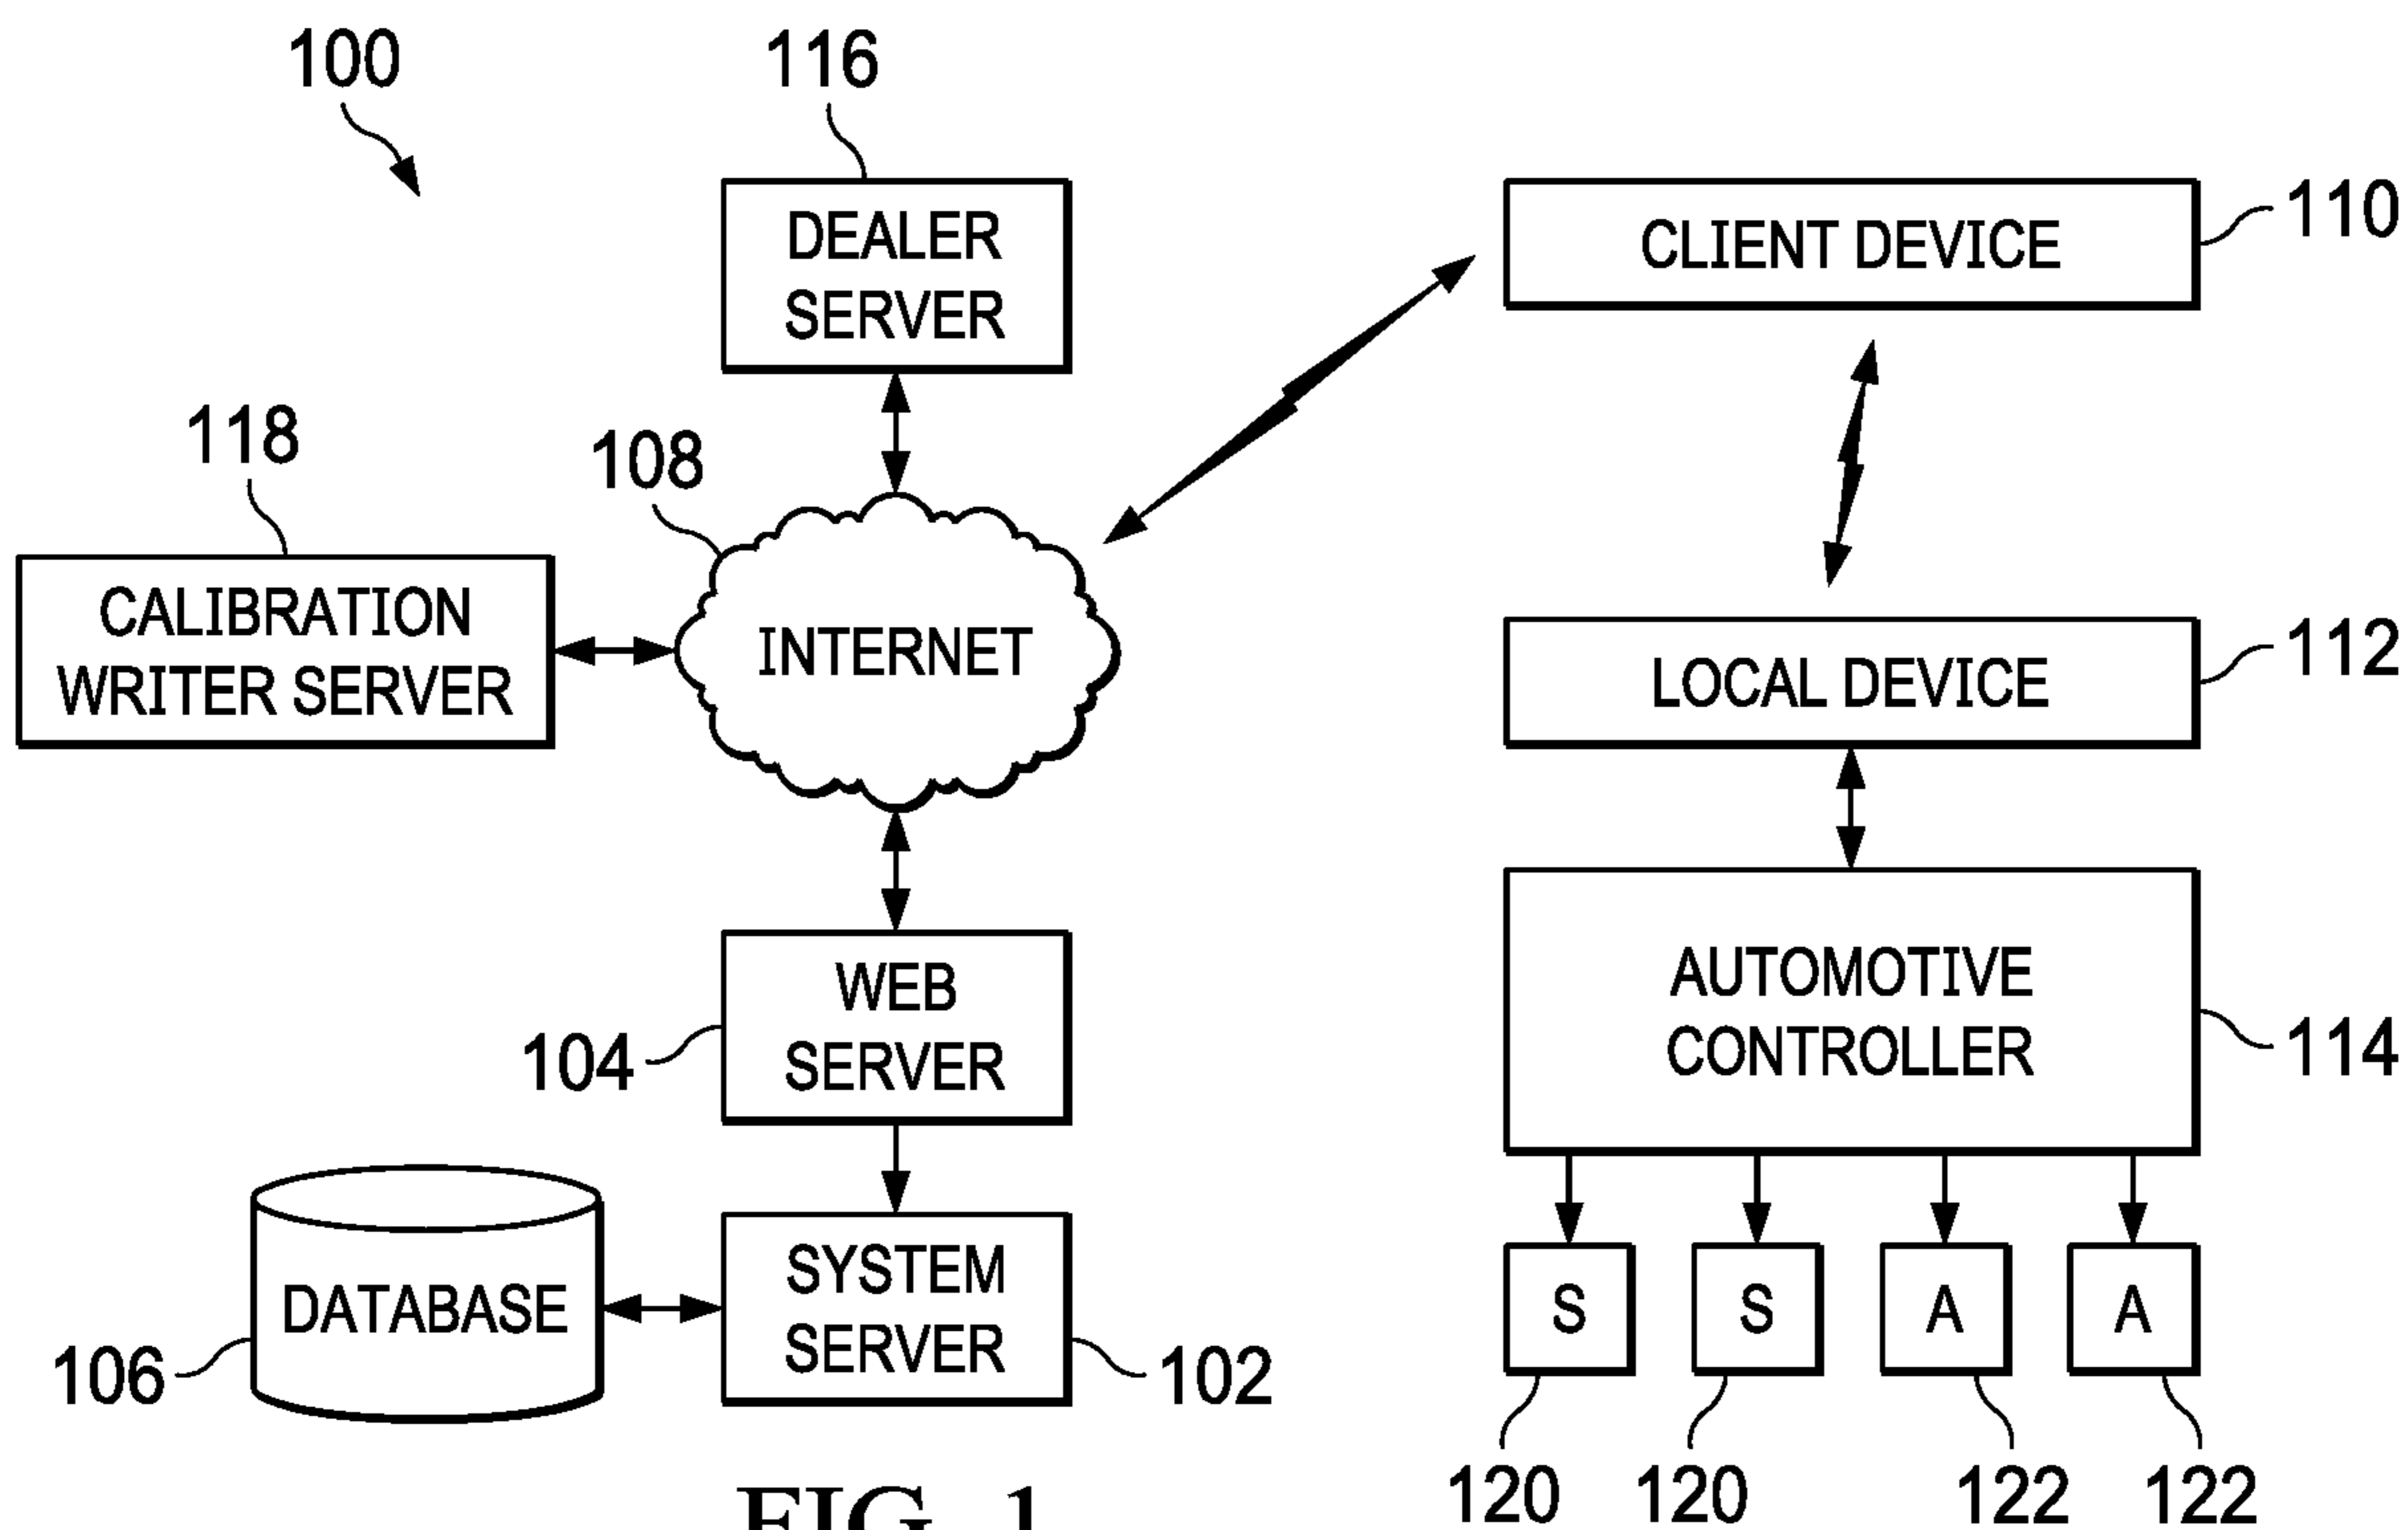 100
116
DEALER
SERVER
CLIENT DEVICE
110
118
108
CALIBRATION
WRITER SERVER
INTERNET
LOCAL DEVICE
112
WEB
SERVER
104
AUTOMOTIVE
CONTROLLER
114
DATABASE
106
SYSTEM
SERVER
102
S
S
A
A
120
120
122
122
FIG. 1